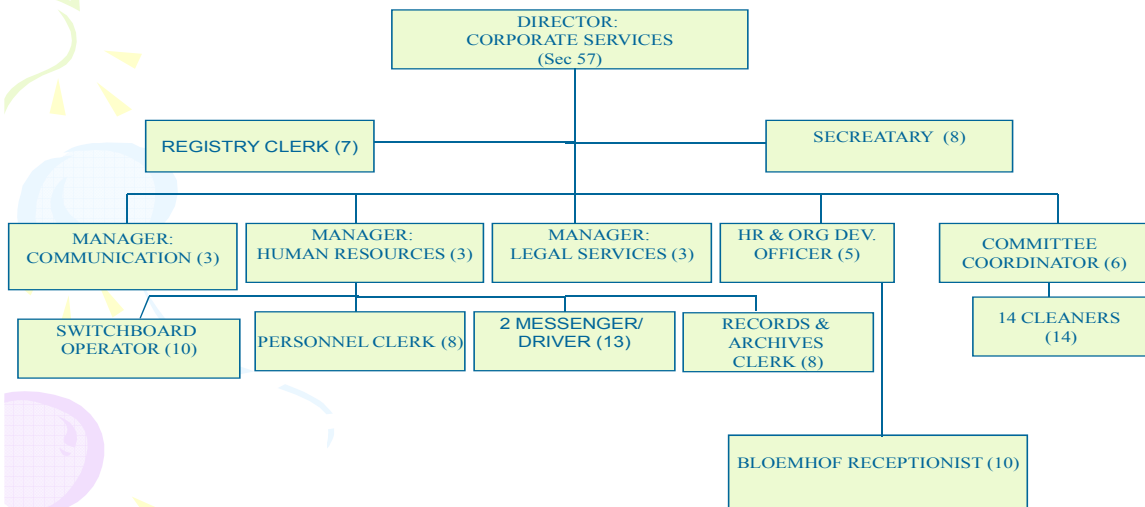 DIRECTOR:
CORPORATE SERVICES
(Sec 57)
REGISTRY CLERK (7)
SECREATARY (8)
MANAGER:
COMMUNICATION (3)
MANAGER:
HUMAN RESOURCES (3)
MANAGER:
LEGAL SERVICES (3)
HR & ORG DEV.
OFFICER (5)
COMMITTEE
COORDINATOR (6)
SWITCHBOARD
OPERATOR (10)
PERSONNEL CLERK (8)
2 MESSENGER/
DRIVER (13)
RECORDS &
ARCHIVES
CLERK (8)
14 CLEANERS
(14)
BLOEMHOF RECEPTIONIST (10)